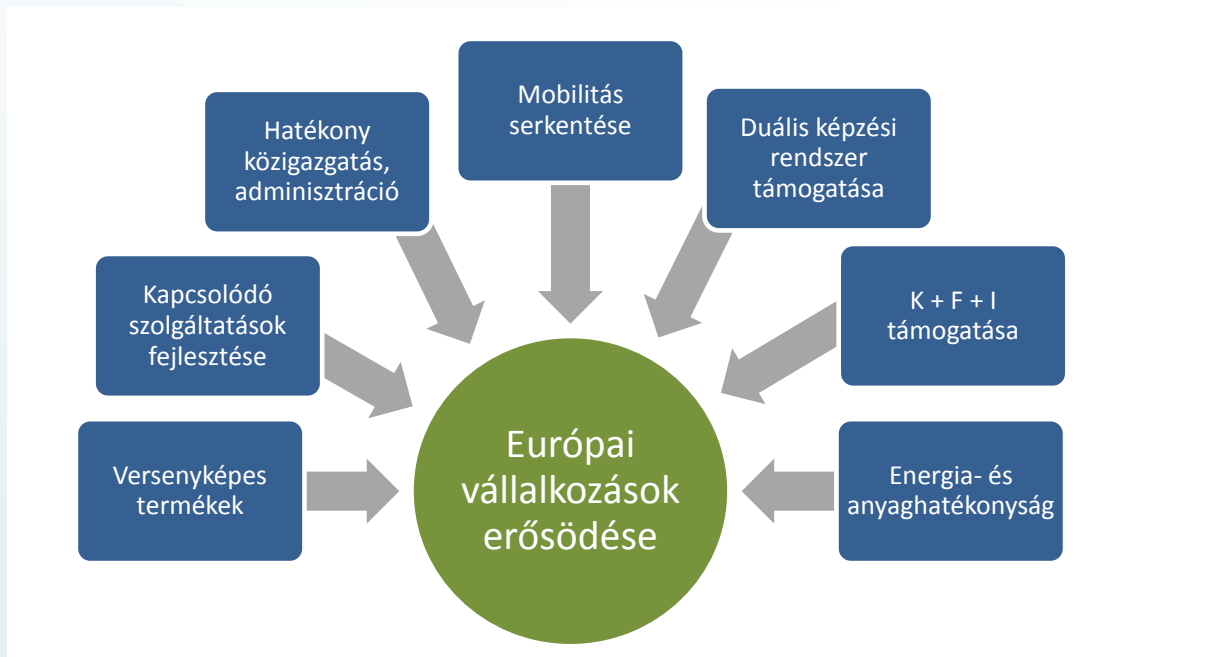 Mobilitás
serkentése
Hatékony
közigazgatás,
adminisztráció
Duális képzési
rendszer
támogatása
Kapcsolódó
szolgáltatások
fejlesztése
K + F + I
támogatása
Versenyképes
termékek
Európai
vállalkozások
erősödése
Energia- és
anyaghatékonyság